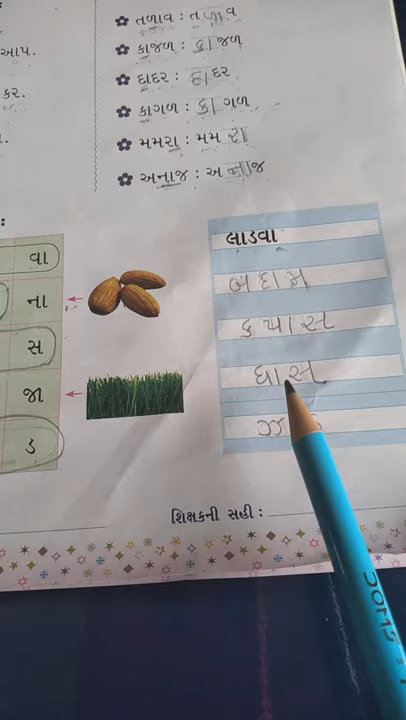 આપ.
કર.
તળાવ : તળાવ
કાજળ : કાજળ
દાદર : દાદર
કાગળ : કાગળ
મમરા : મમરા
અનાજ : અનાજ
વા
ના
સ
જા
ડ
લાડવા
બદામ
કપાસ
ઘાસ
શિક્ષકની સહી :
DOMS